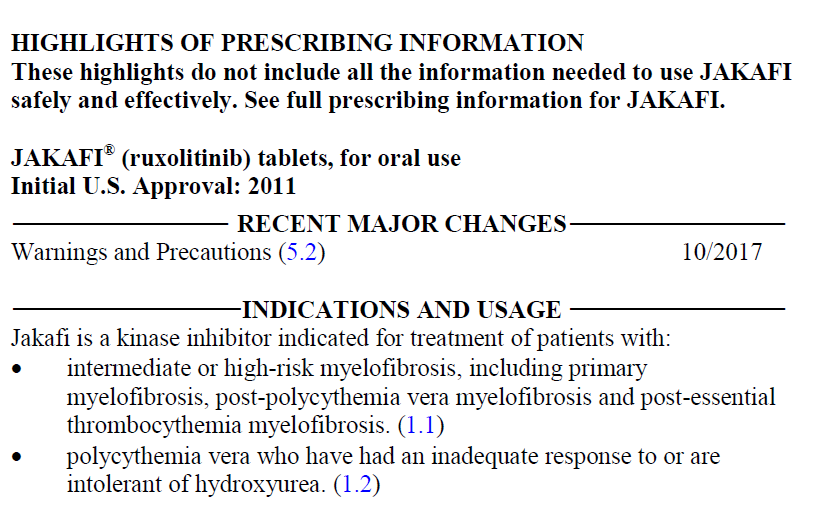 HIGHLIGHTS OF PRESCRIBING INFORMATION
These highlights do not include all the information needed to use JAKAFI
safely and effectively. See full prescribing information for JAKAFI.
JAKAFI® (ruxolitinib) tablets, for oral use
Initial U.S. Approval: 2011
RECENT MAJOR CHANGES
Warnings and Precautions (5.2) 10/2017
INDICATIONS AND USAGE
Jakafi is a kinase inhibitor indicated for treatment of patients with:
• intermediate or high-risk myelofibrosis, including primary
myelofibrosis, post-polycythemia vera myelofibrosis and post-essential
thrombocythemia myelofibrosis. (1.1)
• polycythemia vera who have had an inadequate response to or are
intolerant of hydroxyurea. (1.2)